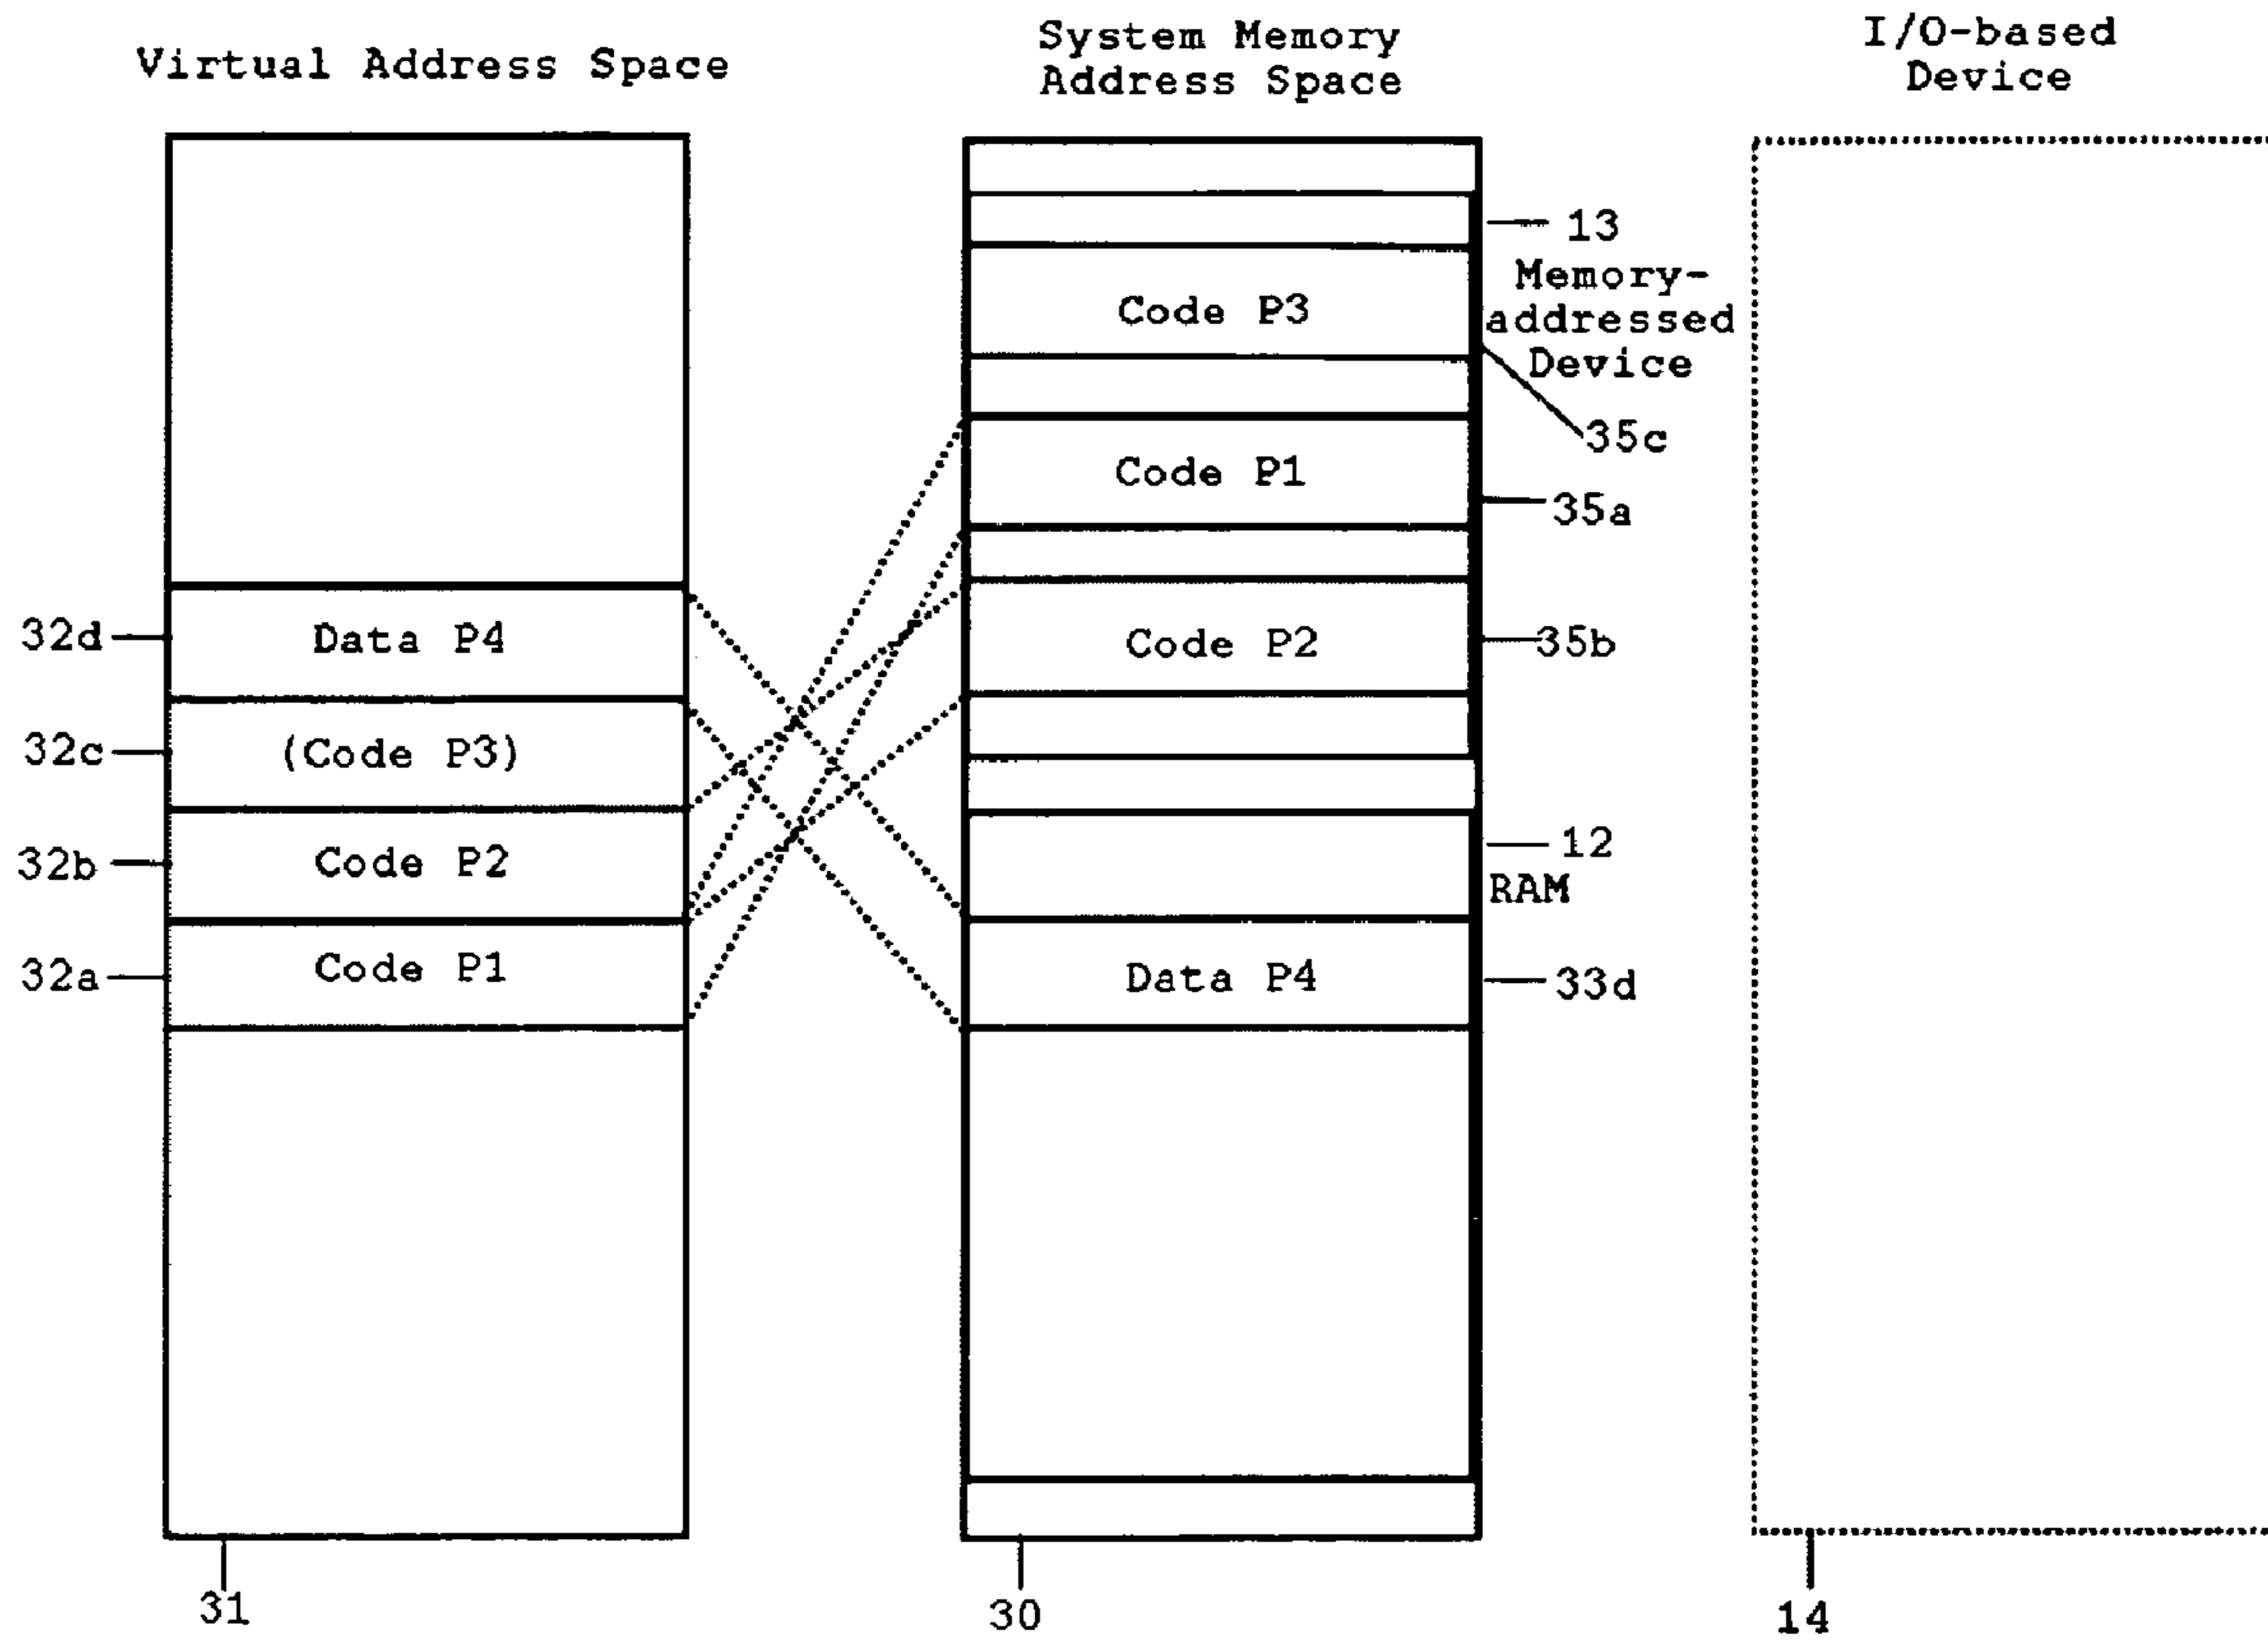 Virtual Address Space
System Memory
Address Space
I/O-based
Device
32d
Data P4
32c
(Code P3)
32b
Code P2
32a
Code P1
31
Code P3
Code P1
Code P2
Data P4
13
Memory-
addressed
Device
35c
35a
35b
12
RAM
33d
30
14